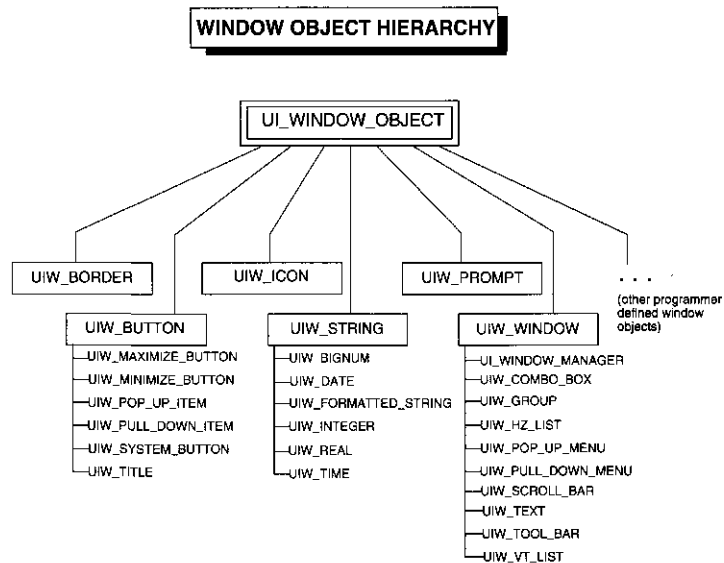 WINDOW OBJECT HIERARCHY
UI_WINDOW_OBJECT
UIW_BORDER
UIW_ICON
UIW_PROMPT
. . .
(other programmer
defined window
objects)
UIW_BUTTON
UIW_MAXIMIZE_BUTTON
UIW_MINIMIZE_BUTTON
UIW_POP_UP_ITEM
UIW_PULL_DOWN_ITEM
UIW_SYSTEM_BUTTON
UIW_TITLE
UIW_STRING
UIW_BIGNUM
UIW_DATE
UIW_FORMATTED_STRING
UIW_INTEGER
UIW_REAL
UIW_TIME
UIW_WINDOW
UI_WINDOW_MANAGER
UIW_COMBO_BOX
UIW_GROUP
UIW_HZ_LIST
UIW_POP_UP_MENU
UIW_PULL_DOWN_MENU
UIW_SCROLL_BAR
UIW_TEXT
UIW_TOOL_BAR
UIW_VT_LIST